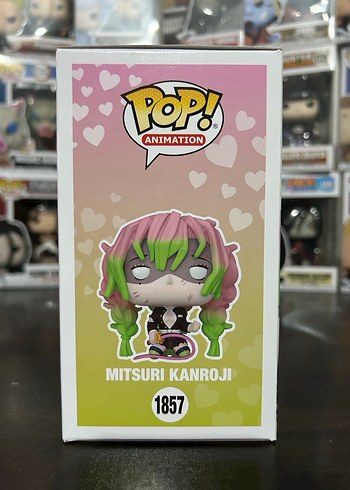 POP!
ANIMATION
MITSURI KANROJI
1857